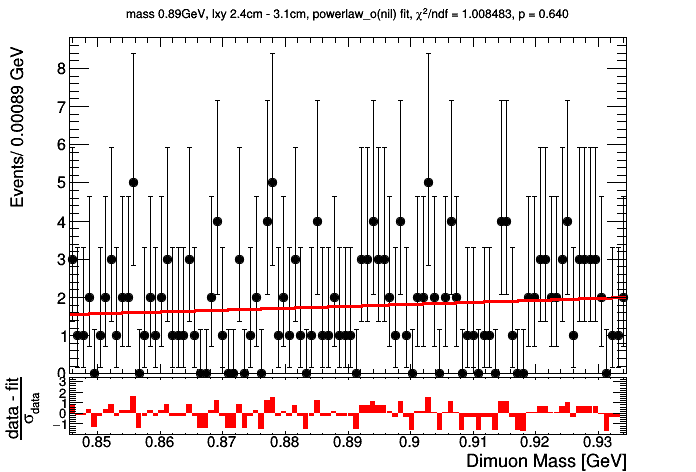 mass 0.89GeV, lxy 2.4cm - 3.1cm, powerlaw_o(nil) fit, χ²/ndf = 1.008483, p = 0.640
Events/ 0.00089 GeV
8
7
6
5
4
3
2
1
0
data - fit
σdata
3
2
1
0
−1
0.85 0.86 0.87 0.88 0.89 0.9 0.91 0.92 0.93
Dimuon Mass [GeV]